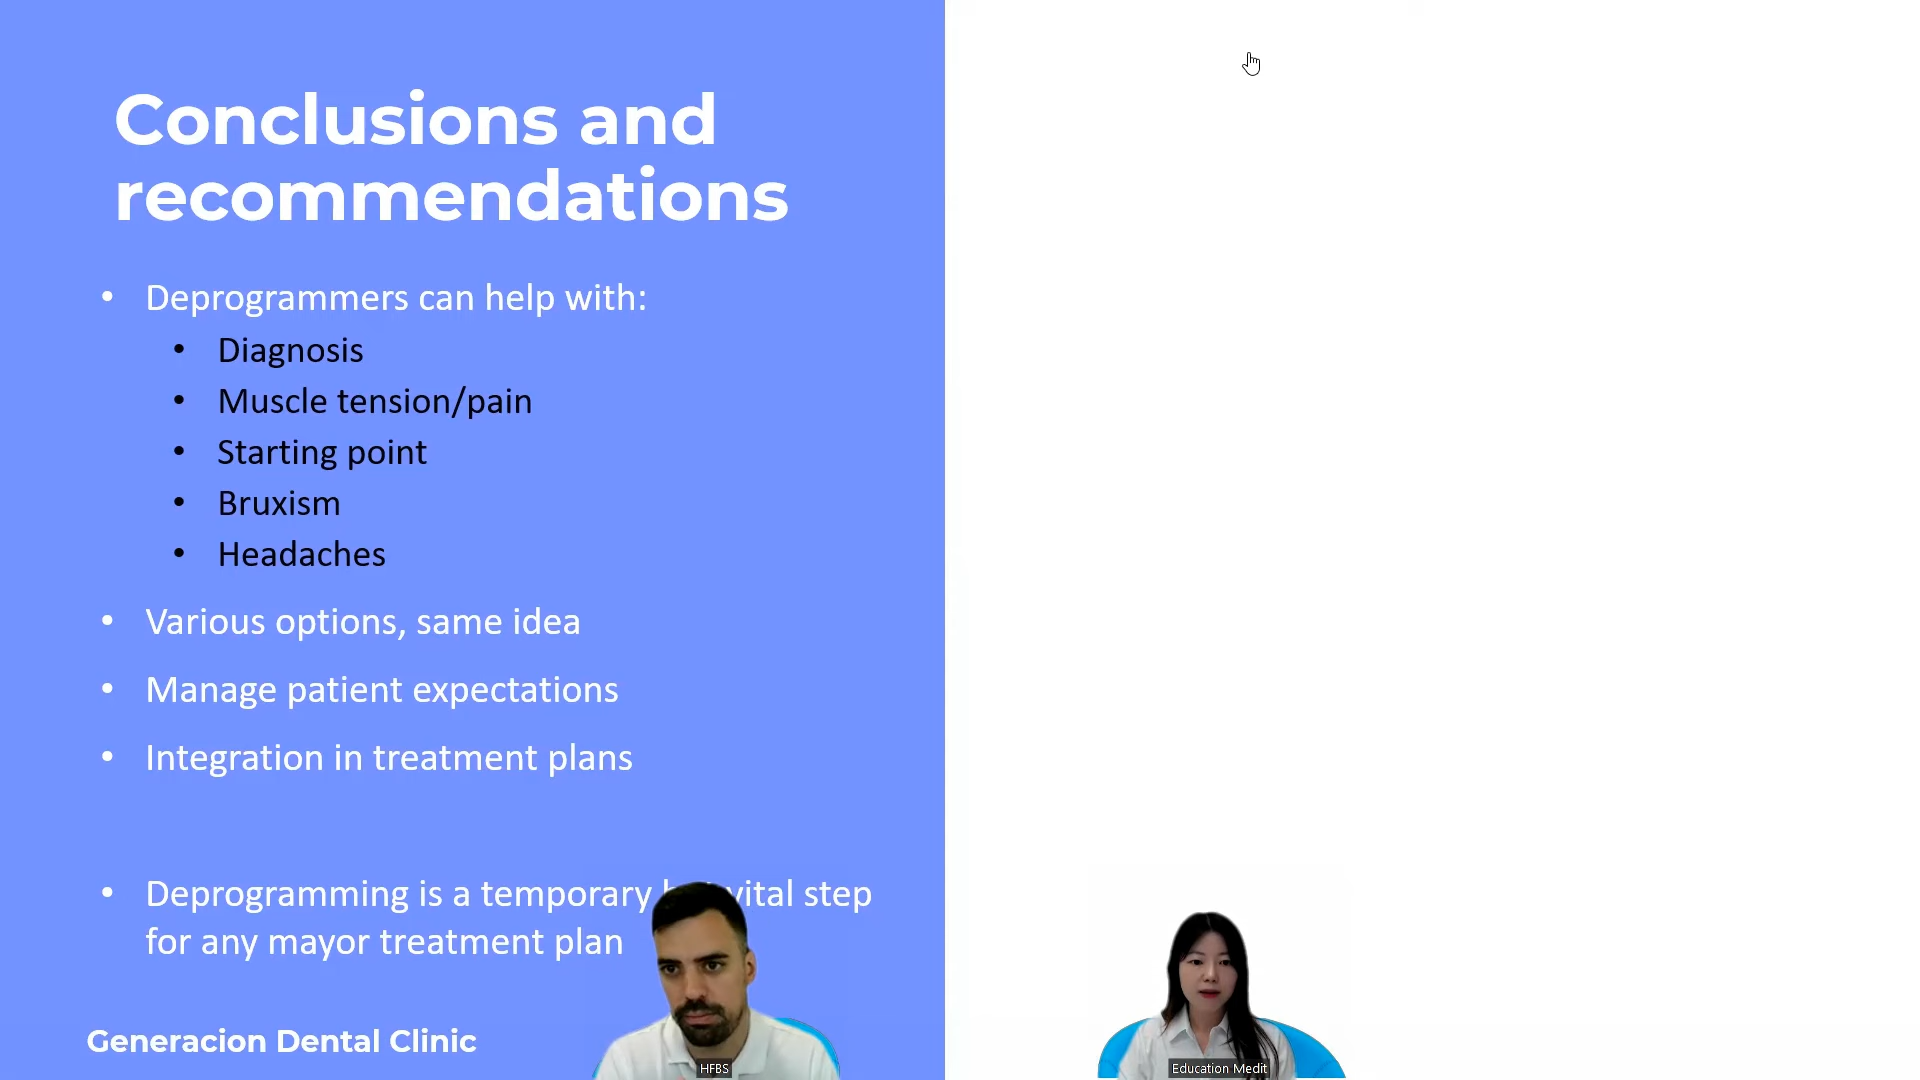 Conclusions and
recommendations
• Deprogrammers can help with:
• Diagnosis
• Muscle tension/pain
• Starting point
• Bruxism
• Headaches
• Various options, same idea
• Manage patient expectations
• Integration in treatment plans
• Deprogramming is a temporary vital step
for any mayor treatment plan
Generacion Dental Clinic
HFBS
Education Medit